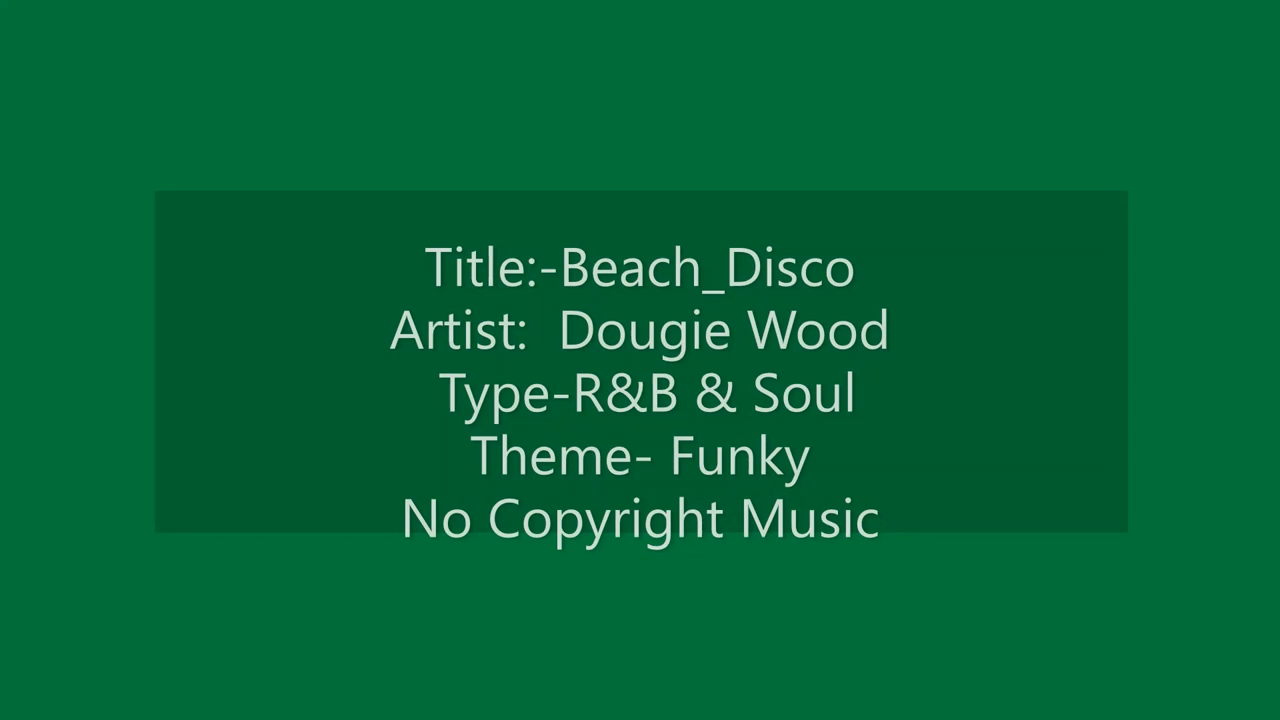 Title:-Beach_Disco
Artist:  Dougie Wood
Type-R&B & Soul
Theme- Funky
No Copyright Music